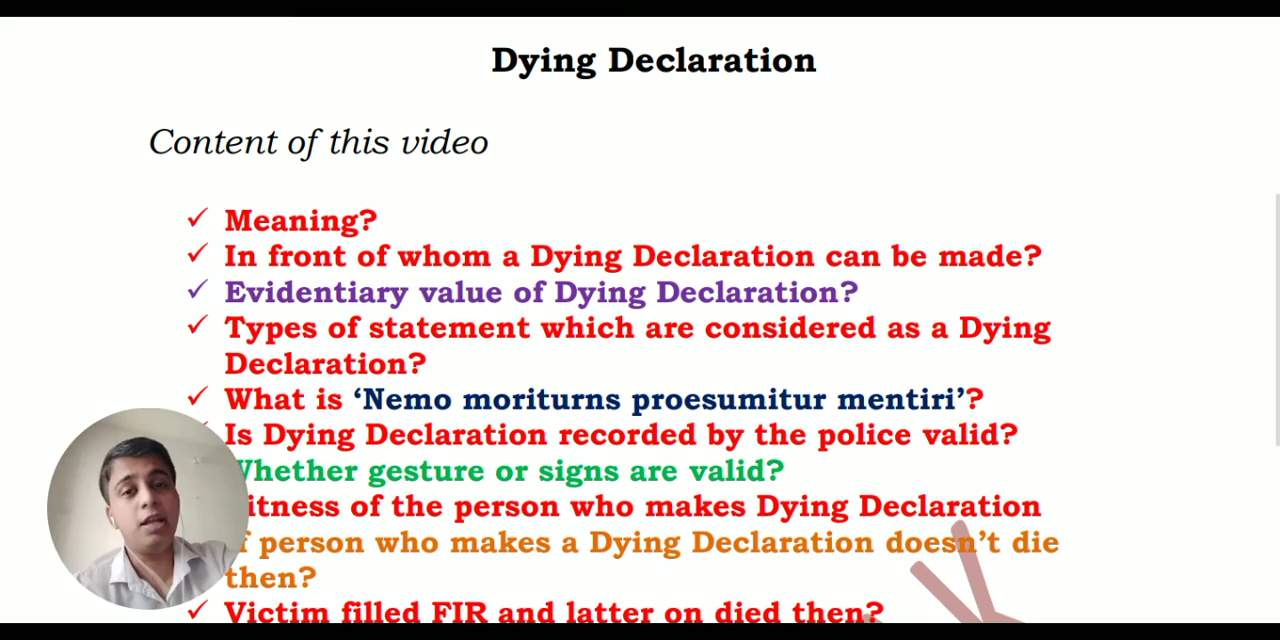 Dying Declaration
Content of this video
✓ Meaning?
✓ In front of whom a Dying Declaration can be made?
✓ Evidentiary value of Dying Declaration?
✓ Types of statement which are considered as a Dying
Declaration?
✓ What is ‘Nemo moriturns proesumitur mentiri’?
Is Dying Declaration recorded by the police valid?
Whether gesture or signs are valid?
itness of the person who makes Dying Declaration
f person who makes a Dying Declaration doesn’t die
then?
✓ Victim filled FIR and latter on died then?